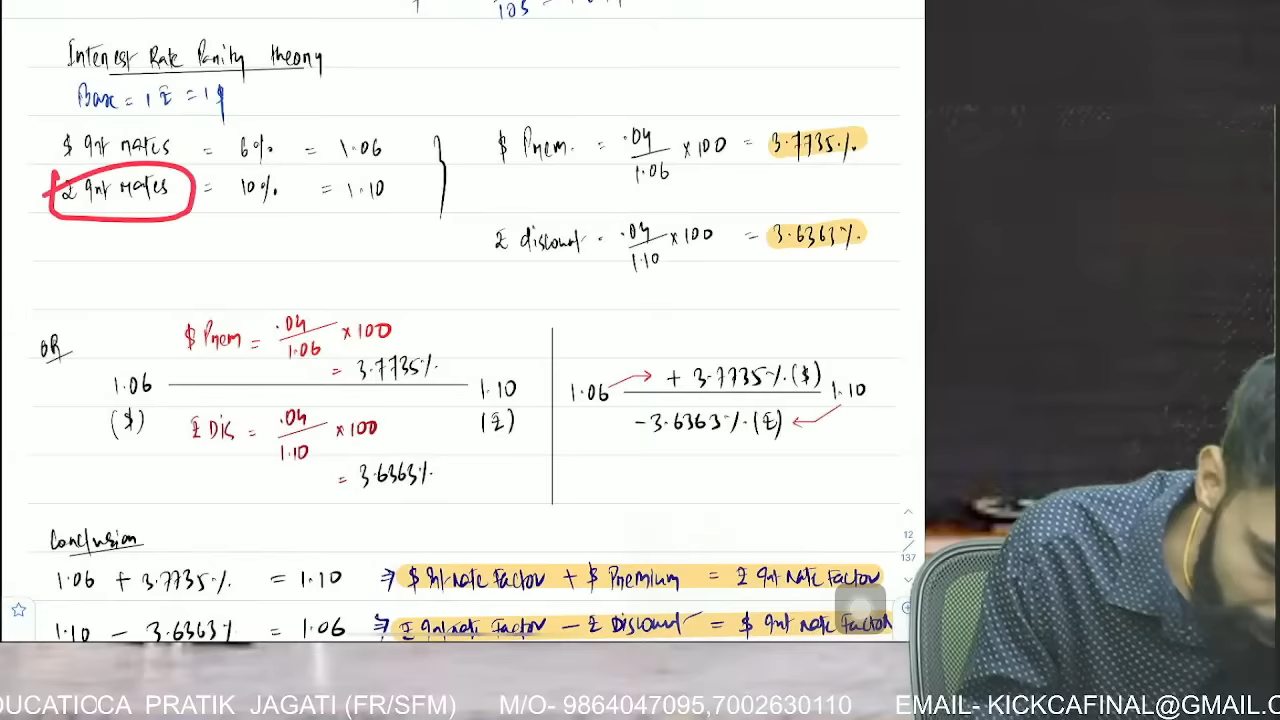 105
Interest Rate Parity Theory
Base = 1 £ = 1 $
$ Int rates = 6% = 1.06
£ Int rates = 10% = 1.10
$ Prem. = .04 / 1.06 × 100 = 3.7735%.
£ discount = .04 / 1.10 × 100 = 3.6363%.
OR
$ Prem = .04 / 1.06 × 100
= 3.7735%.
1.06 1.10
($) (£)
£ Dis = .04 / 1.10 × 100
= 3.6363%.
1.06 + 3.7735%.($) 1.10
-3.6363%.(£)
Conclusion
1.06 + 3.7735% = 1.10 ⇒ $ Int rate Factor + $ Premium = £ Int Rate Factor
1.10 - 3.6363% = 1.06 ⇒ £ Int rate Factor - £ Discount = $ Int rate Factor
12
137
DUCATIOCA PRATIK JAGATI (FR/SFM) M/O- 9864047095,7002630110 EMAIL- KICKCAFINAL@GMAIL.C